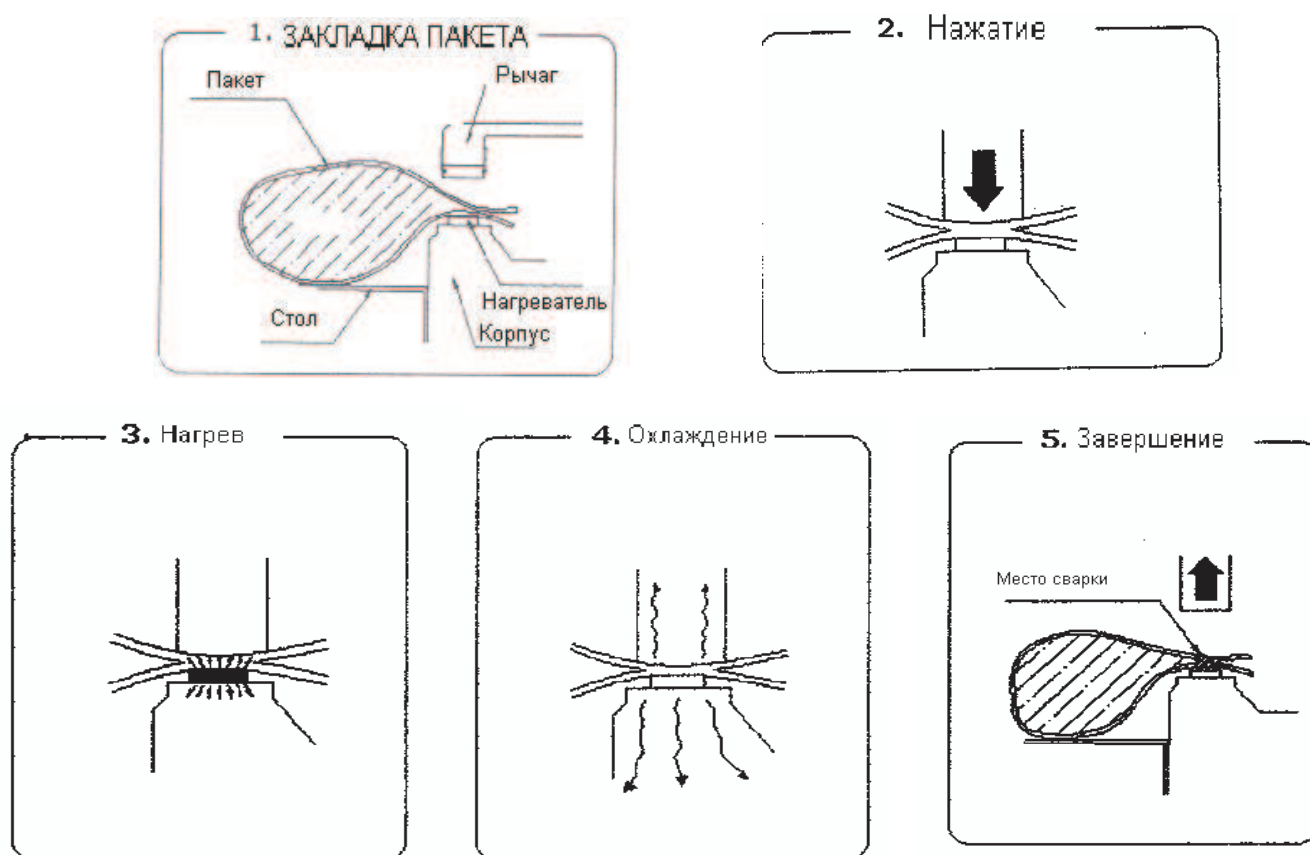 1. ЗАКЛАДКА ПАКЕТА
Пакет
Рычаг
Стол
Нагреватель
Корпус
2. Нажатие
3. Нагрев
4. Охлаждение
5. Завершение
Место сварки